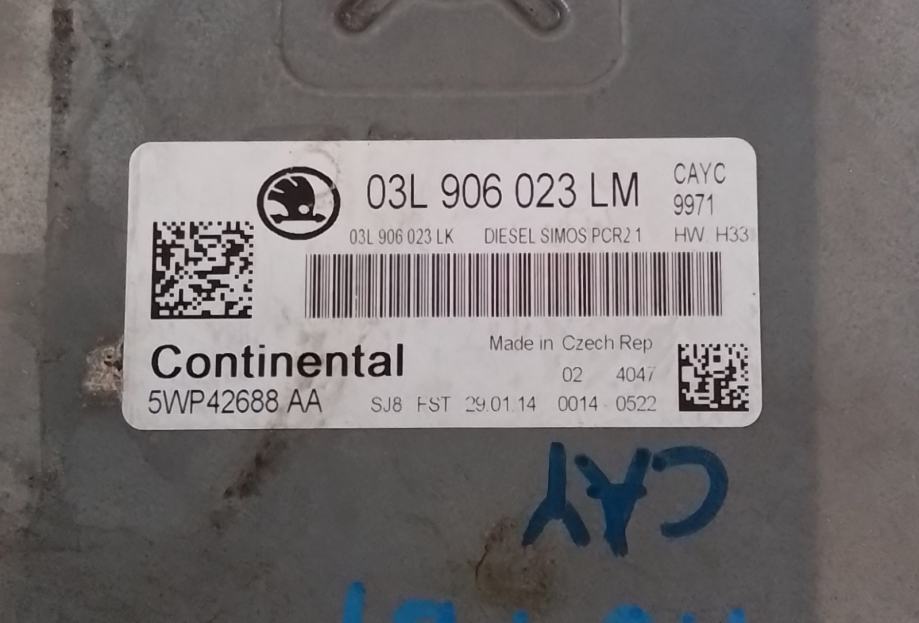 03L 906 023 LM
CAYC
9971
03L 906 023 LK DIESEL SIMOS PCR2 1 HW H33
Made in Czech Rep
Continental
02 4047
5WP42688 AA SJ8 FST 29.01.14 0014 0522
CAY